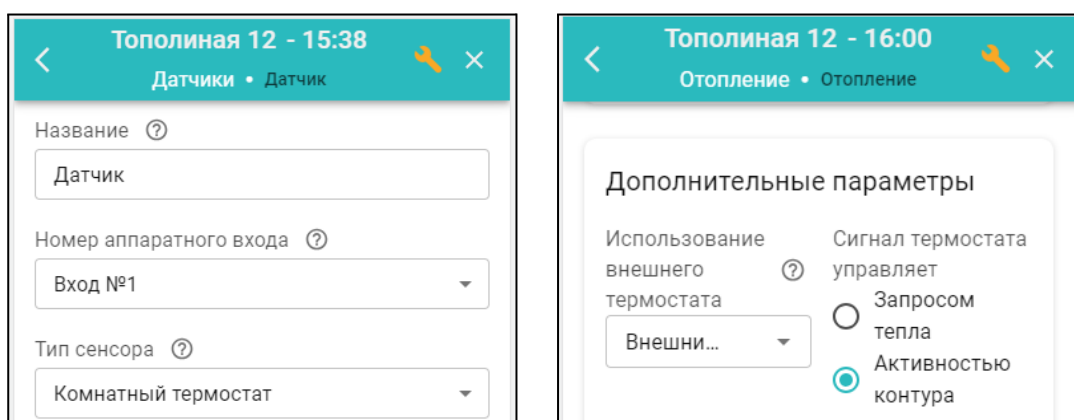 Тополиная 12 - 15:38
Датчики • Датчик
Название
Датчик
Номер аппаратного входа
Вход №1
Тип сенсора
Комнатный термостат
Тополиная 12 - 16:00
Отопление • Отопление
Дополнительные параметры
Использование
внешнего
термостата
Внешни...
Сигнал термостата
управляет
Запросом
тепла
Активностью
контура